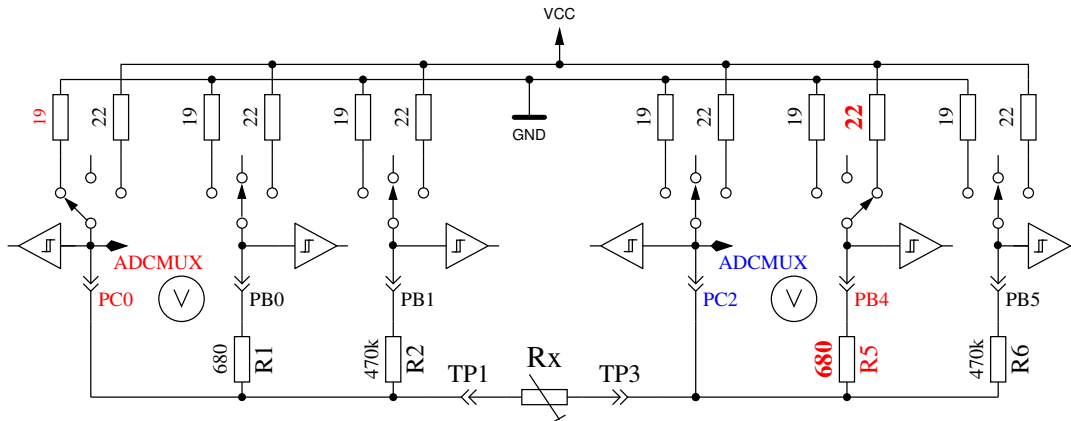 VCC
19 22 19 22 19 22 GND 19 22 19 22 19 22
ADCMUX ADCMUX
PC0 V PB0 PB1 PC2 V PB4 PB5
680 R1 470k R2 TP1 Rx TP3 680 R5 470k R6